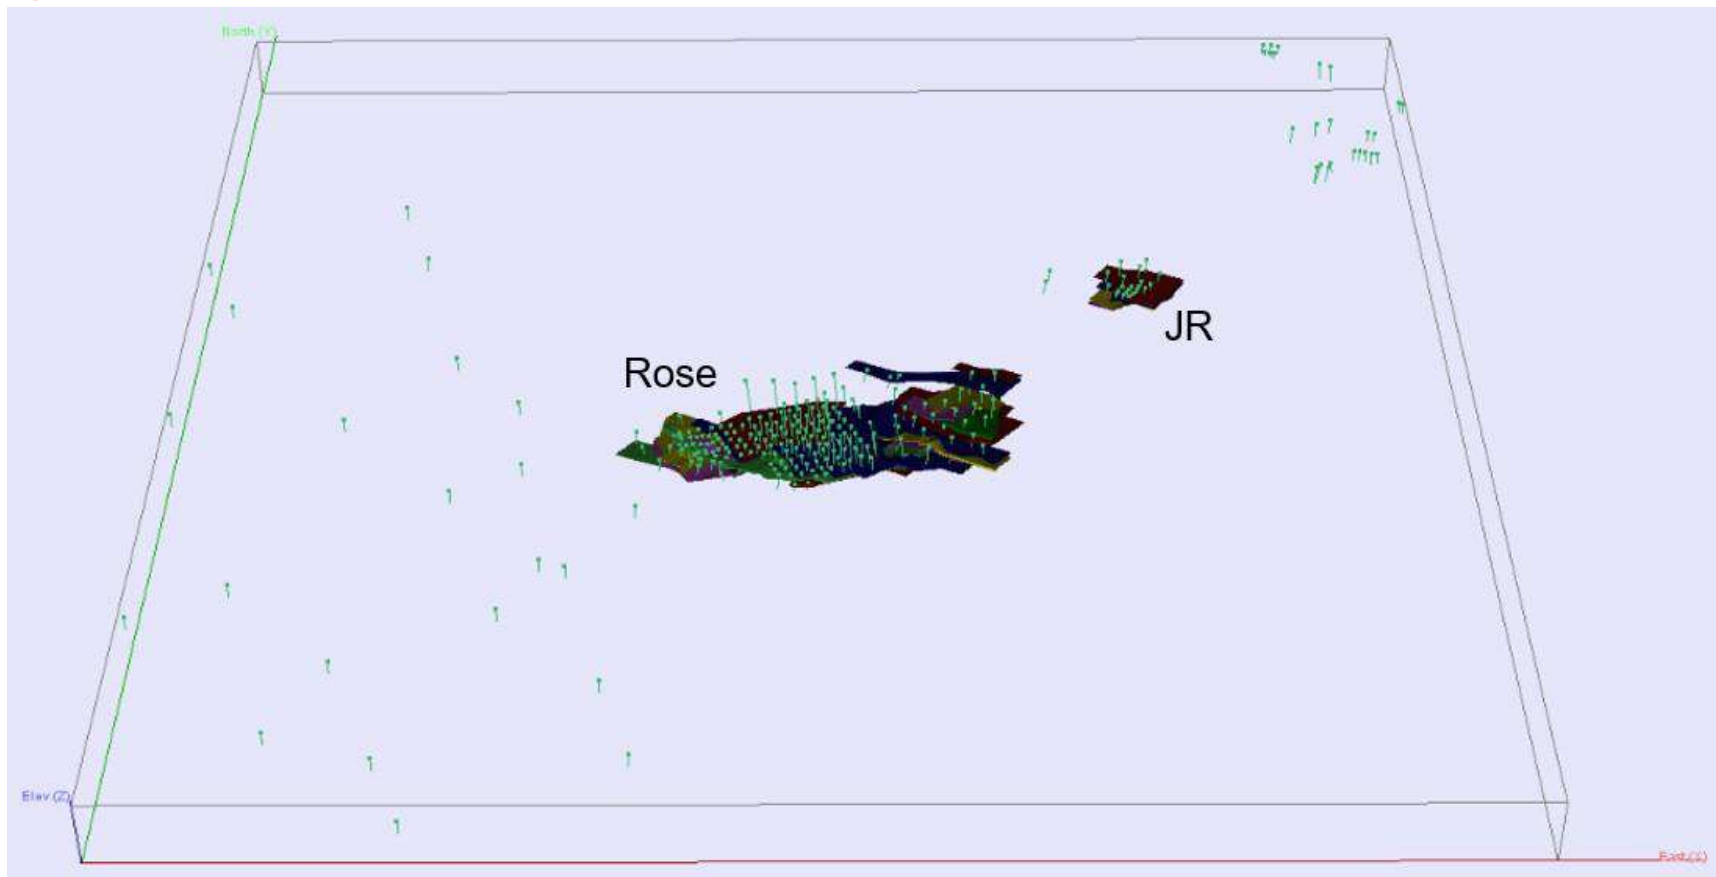 North (Y)
JR
Rose
Elev (Z)
East (X)